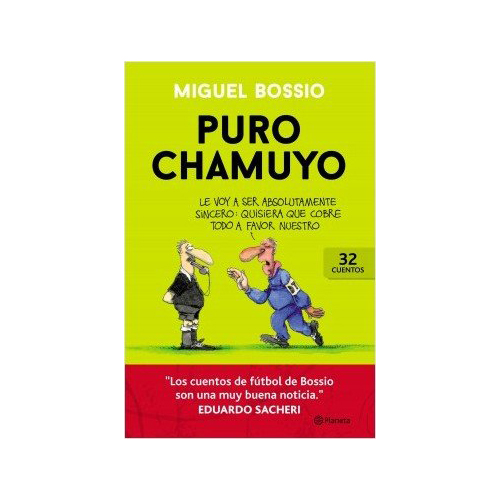 MIGUEL BOSSIO
PURO
CHAMUYO
LE VOY A SER ABSOLUTAMENTE
SINCERO: QUISIERA QUE COBRE
TODO A FAVOR NUESTRO
32
CUENTOS
"Los cuentos de fútbol de Bossio
son una muy buena noticia."
EDUARDO SACHERI
Planeta